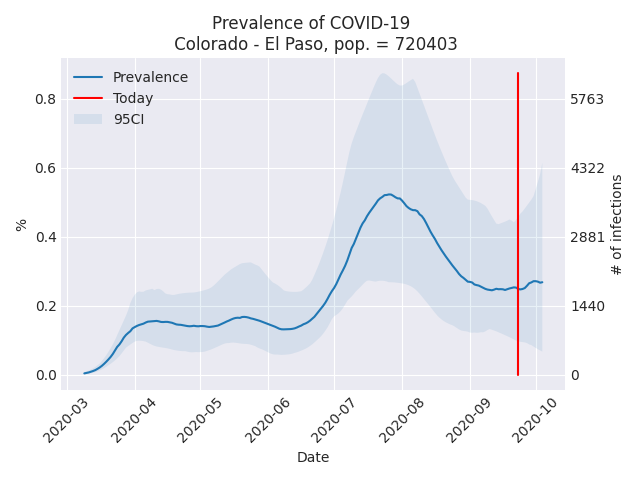 Prevalence of COVID-19
Colorado - El Paso, pop. = 720403
Prevalence
Today
95CI
0.8
0.6
0.4
0.2
0.0
%
5763
4322
2881
1440
0
# of infections
2020-03
2020-04
2020-05
2020-06
2020-07
2020-08
2020-09
2020-10
Date